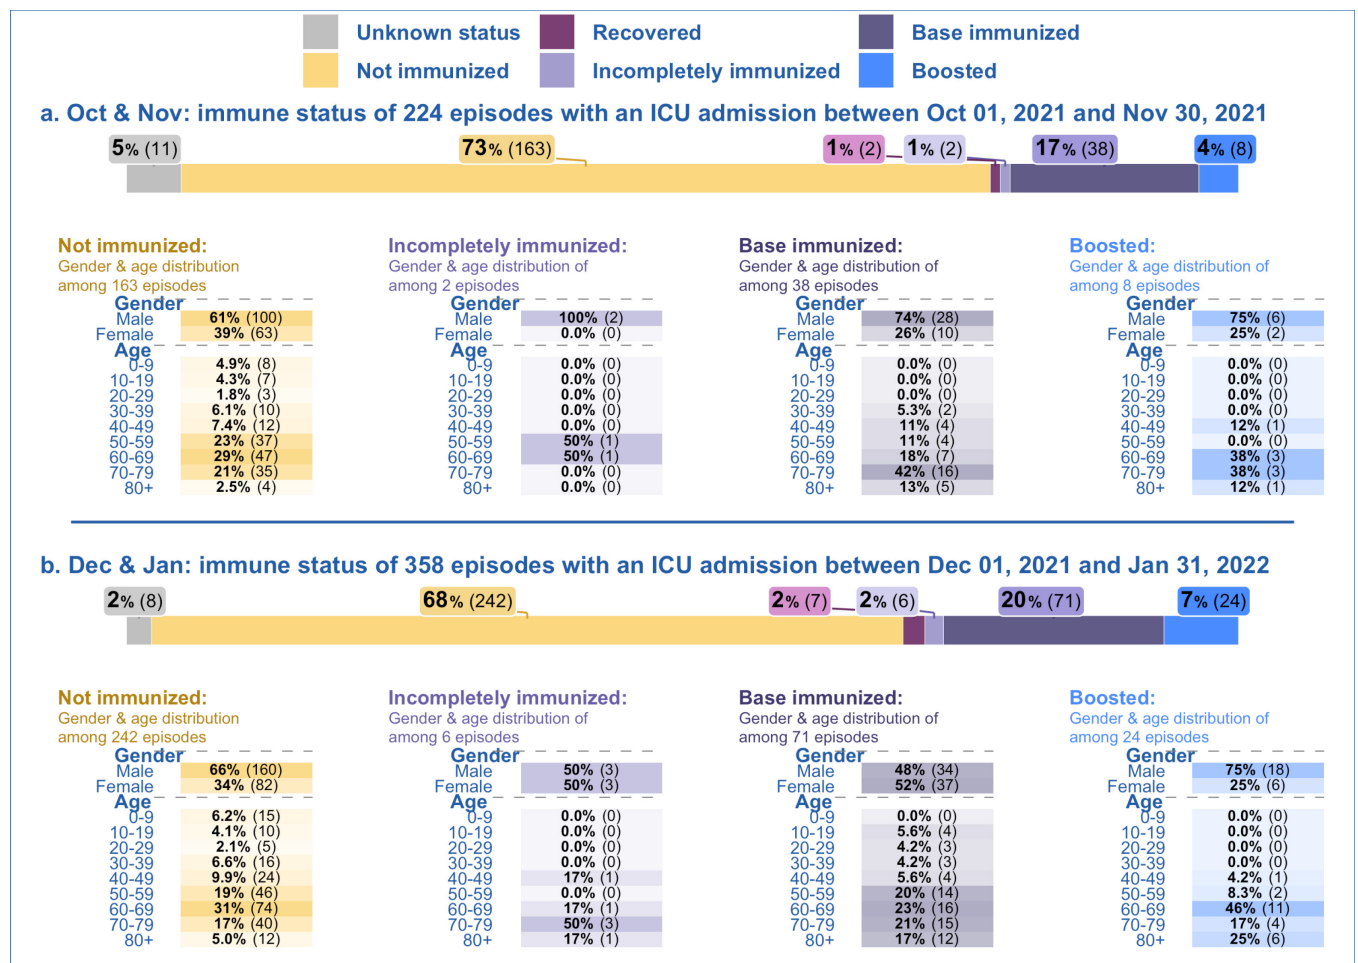 Unknown status Recovered Base immunized
Not immunized Incompletely immunized Boosted
a. Oct & Nov: immune status of 224 episodes with an ICU admission between Oct 01, 2021 and Nov 30, 2021
5% (11) 73% (163) 1% (2) 1% (2) 17% (38) 4% (8)
Not immunized: Incompletely immunized: Base immunized: Boosted:
Gender & age distribution Gender & age distribution of Gender & age distribution of Gender & age distribution of
among 163 episodes among 2 episodes among 38 episodes among 8 episodes
Gender Gender Gender Gender
Male 61% (100) Male 100% (2) Male 74% (28) Male 75% (6)
Female 39% (63) Female 0.0% (0) Female 26% (10) Female 25% (2)
Age Age Age Age
0-9 4.9% (8) 0-9 0.0% (0) 0-9 0.0% (0) 0-9 0.0% (0)
10-19 4.3% (7) 10-19 0.0% (0) 10-19 0.0% (0) 10-19 0.0% (0)
20-29 1.8% (3) 20-29 0.0% (0) 20-29 0.0% (0) 20-29 0.0% (0)
30-39 6.1% (10) 30-39 0.0% (0) 30-39 5.3% (2) 30-39 0.0% (0)
40-49 7.4% (12) 40-49 0.0% (0) 40-49 11% (4) 40-49 12% (1)
50-59 23% (37) 50-59 50% (1) 50-59 11% (4) 50-59 0.0% (0)
60-69 29% (47) 60-69 50% (1) 60-69 18% (7) 60-69 38% (3)
70-79 21% (35) 70-79 0.0% (0) 70-79 42% (16) 70-79 38% (3)
80+ 2.5% (4) 80+ 0.0% (0) 80+ 13% (5) 80+ 12% (1)
b. Dec & Jan: immune status of 358 episodes with an ICU admission between Dec 01, 2021 and Jan 31, 2022
2% (8) 68% (242) 2% (7) 2% (6) 20% (71) 7% (24)
Not immunized: Incompletely immunized: Base immunized: Boosted:
Gender & age distribution Gender & age distribution of Gender & age distribution of Gender & age distribution of
among 242 episodes among 6 episodes among 71 episodes among 24 episodes
Gender Gender Gender Gender
Male 66% (160) Male 50% (3) Male 48% (34) Male 75% (18)
Female 34% (82) Female 50% (3) Female 52% (37) Female 25% (6)
Age Age Age Age
0-9 6.2% (15) 0-9 0.0% (0) 0-9 0.0% (0) 0-9 0.0% (0)
10-19 4.1% (10) 10-19 0.0% (0) 10-19 5.6% (4) 10-19 0.0% (0)
20-29 2.1% (5) 20-29 0.0% (0) 20-29 4.2% (3) 20-29 0.0% (0)
30-39 6.6% (16) 30-39 0.0% (0) 30-39 4.2% (3) 30-39 0.0% (0)
40-49 9.9% (24) 40-49 17% (1) 40-49 5.6% (4) 40-49 4.2% (1)
50-59 19% (46) 50-59 0.0% (0) 50-59 20% (14) 50-59 8.3% (2)
60-69 31% (74) 60-69 17% (1) 60-69 23% (16) 60-69 46% (11)
70-79 17% (40) 70-79 50% (3) 70-79 21% (15) 70-79 17% (4)
80+ 5.0% (12) 80+ 17% (1) 80+ 17% (12) 80+ 25% (6)